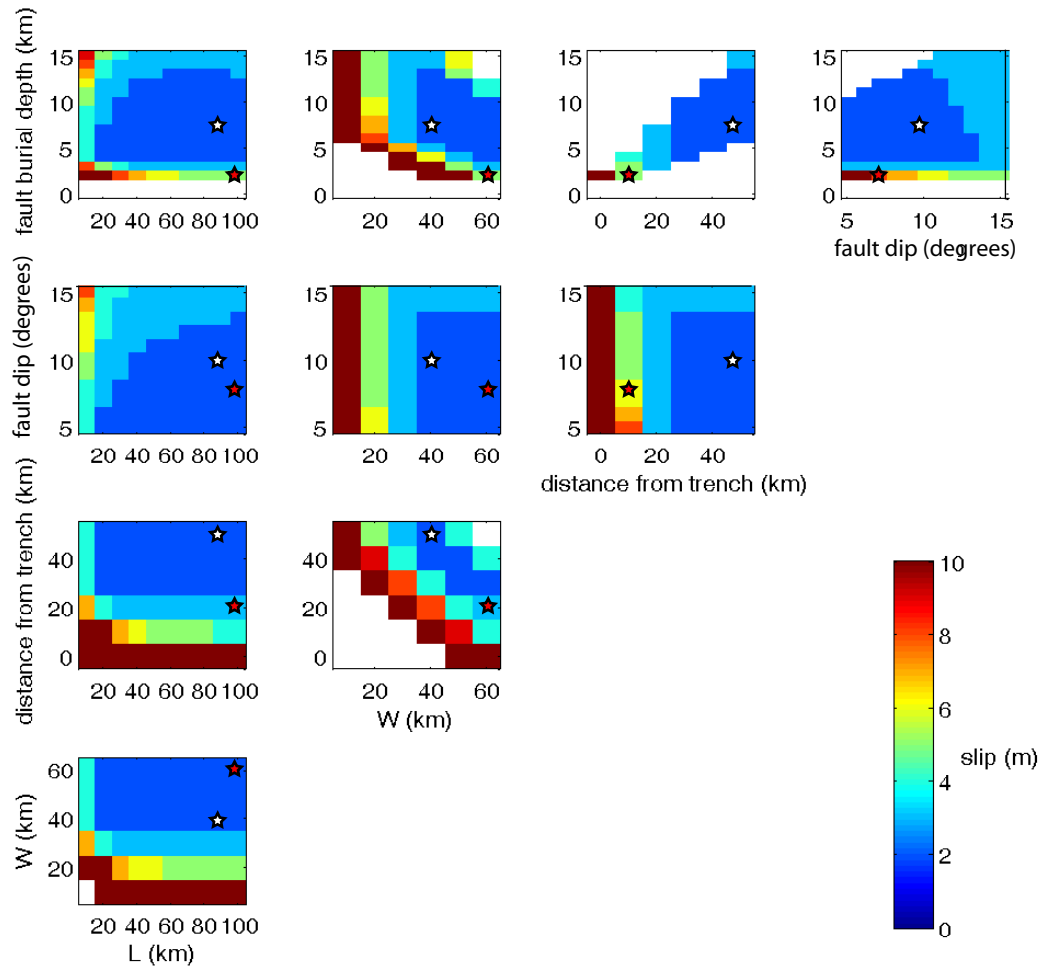 fault burial depth (km)
15
10
5
0
20 40 60 80 100
15
10
5
0
20 40 60
15
10
5
0
0 20 40
15
10
5
0
5 10 15
fault dip (degrees)
fault dip (degrees)
15
10
5
20 40 60 80 100
15
10
5
20 40 60
15
10
5
0 20 40
distance from trench (km)
distance from trench (km)
40
20
0
20 40 60 80 100
40
20
0
20 40 60
W (km)
W (km)
60
40
20
20 40 60 80 100
L (km)
10
8
6
4
2
0
slip (m)